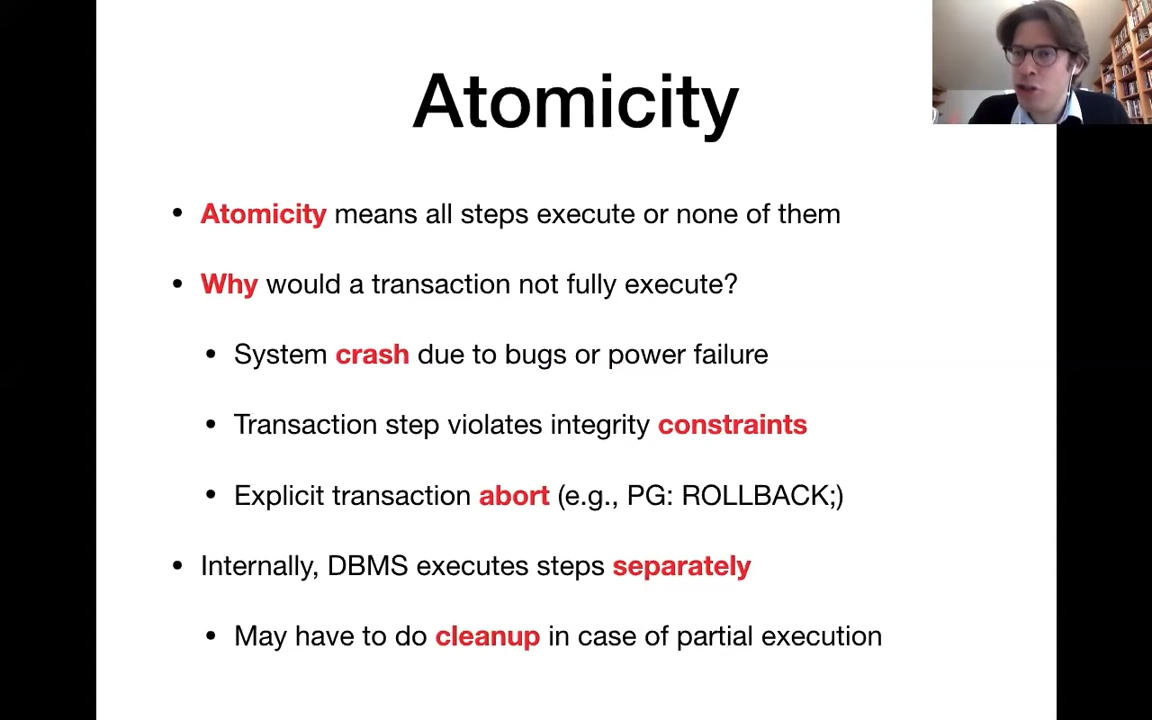 Atomicity
• Atomicity means all steps execute or none of them
• Why would a transaction not fully execute?
• System crash due to bugs or power failure
• Transaction step violates integrity constraints
• Explicit transaction abort (e.g., PG: ROLLBACK;)
• Internally, DBMS executes steps separately
• May have to do cleanup in case of partial execution